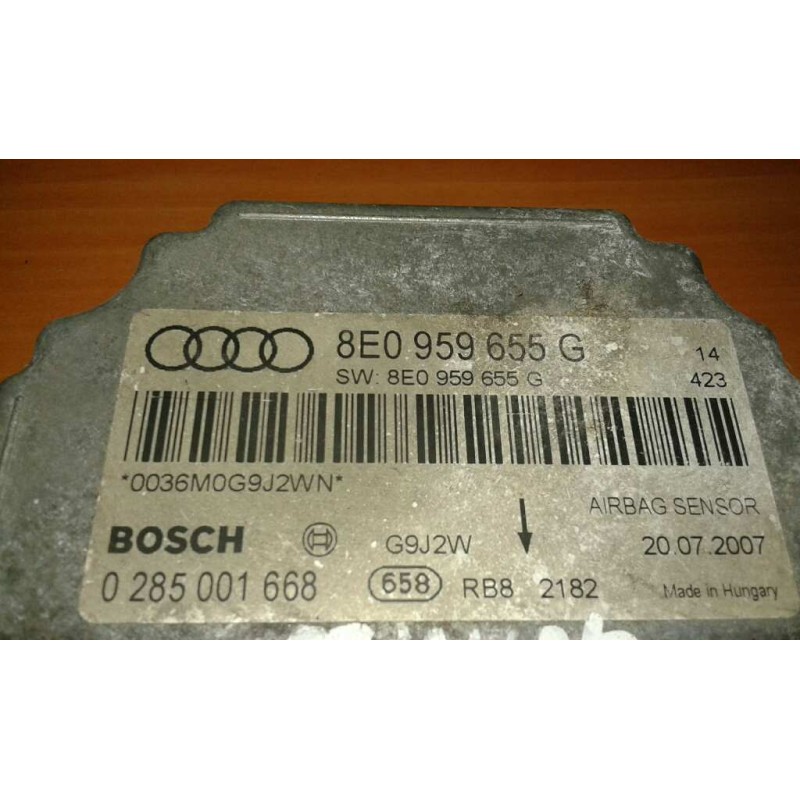 8E0 959 655 G 14
SW: 8E0 959 655 G 423
*0036M0G9J2WN*
AIRBAG SENSOR
BOSCH G9J2W 20.07.2007
0 285 001 668 658 RB8 2182 Made in Hungary